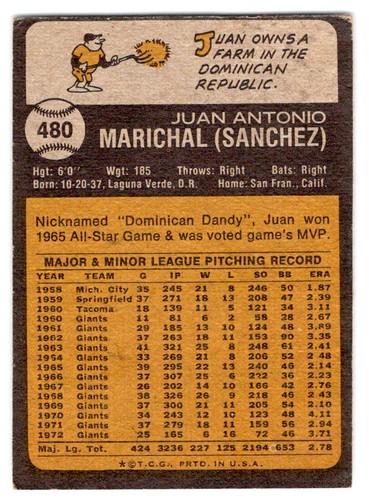 JUAN OWNS A
FARM IN THE
DOMINICAN
REPUBLIC.
480
JUAN ANTONIO
MARICHAL (SANCHEZ)
Hgt: 6'0" Wgt: 185 Throws: Right Bats: Right
Born: 10-20-37, Laguna Verde, D.R. Home: San Fran., Calif.
Nicknamed "Dominican Dandy", Juan won
1965 All-Star Game & was voted game's MVP.
MAJOR & MINOR LEAGUE PITCHING RECORD
YEAR TEAM G IP W L SO BB ERA
1958 Mich. City 35 245 21 8 246 50 1.87
1959 Springfield 37 271 18 13 208 47 2.39
1960 Tacoma 18 139 11 5 121 34 3.11
1960 Giants 11 81 6 2 58 28 2.67
1961 Giants 29 185 13 10 124 48 3.89
1962 Giants 37 263 18 11 153 90 3.35
1963 Giants 41 321 25 8 248 61 2.41
1964 Giants 33 269 21 8 206 52 2.48
1965 Giants 39 295 22 13 240 46 2.14
1966 Giants 37 307 25 6 222 36 2.23
1967 Giants 26 202 14 10 166 42 2.76
1968 Giants 38 326 26 9 218 46 2.43
1969 Giants 37 300 21 11 205 54 2.10
1970 Giants 34 243 12 10 123 48 4.11
1971 Giants 37 279 18 11 159 56 2.94
1972 Giants 25 165 6 16 72 46 3.71
Maj. Lg. Tot. 424 3236 227 125 2194 653 2.78
*©T.C.G., PRTD. IN U.S.A.